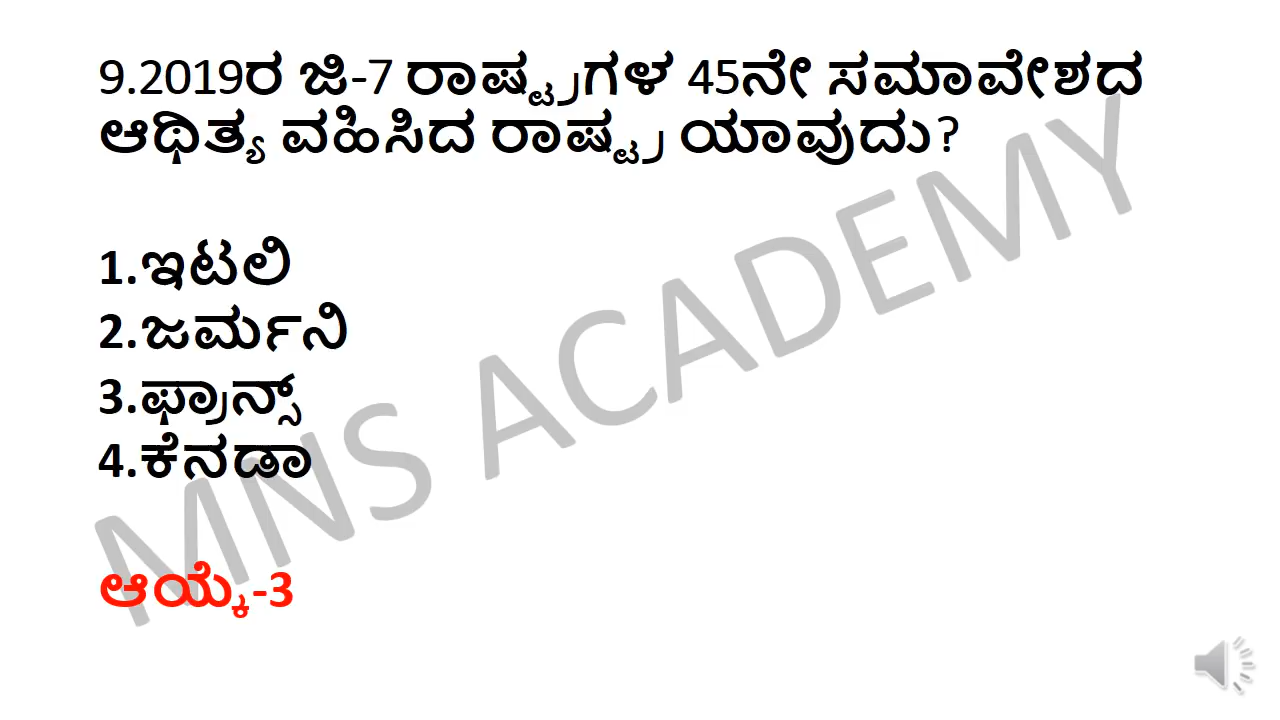 9.2019ರ ಜಿ-7 ರಾಷ್ಟ್ರಗಳ 45ನೇ ಸಮಾವೇಶದ
ಆಥಿತ್ಯ ವಹಿಸಿದ ರಾಷ್ಟ್ರ ಯಾವುದು?
1.ಇಟಲಿ
2.ಜರ್ಮನಿ
3.ಫ್ರಾನ್ಸ್
4.ಕೆನಡಾ
ಆಯ್ಕೆ-3
MNS ACADEMY